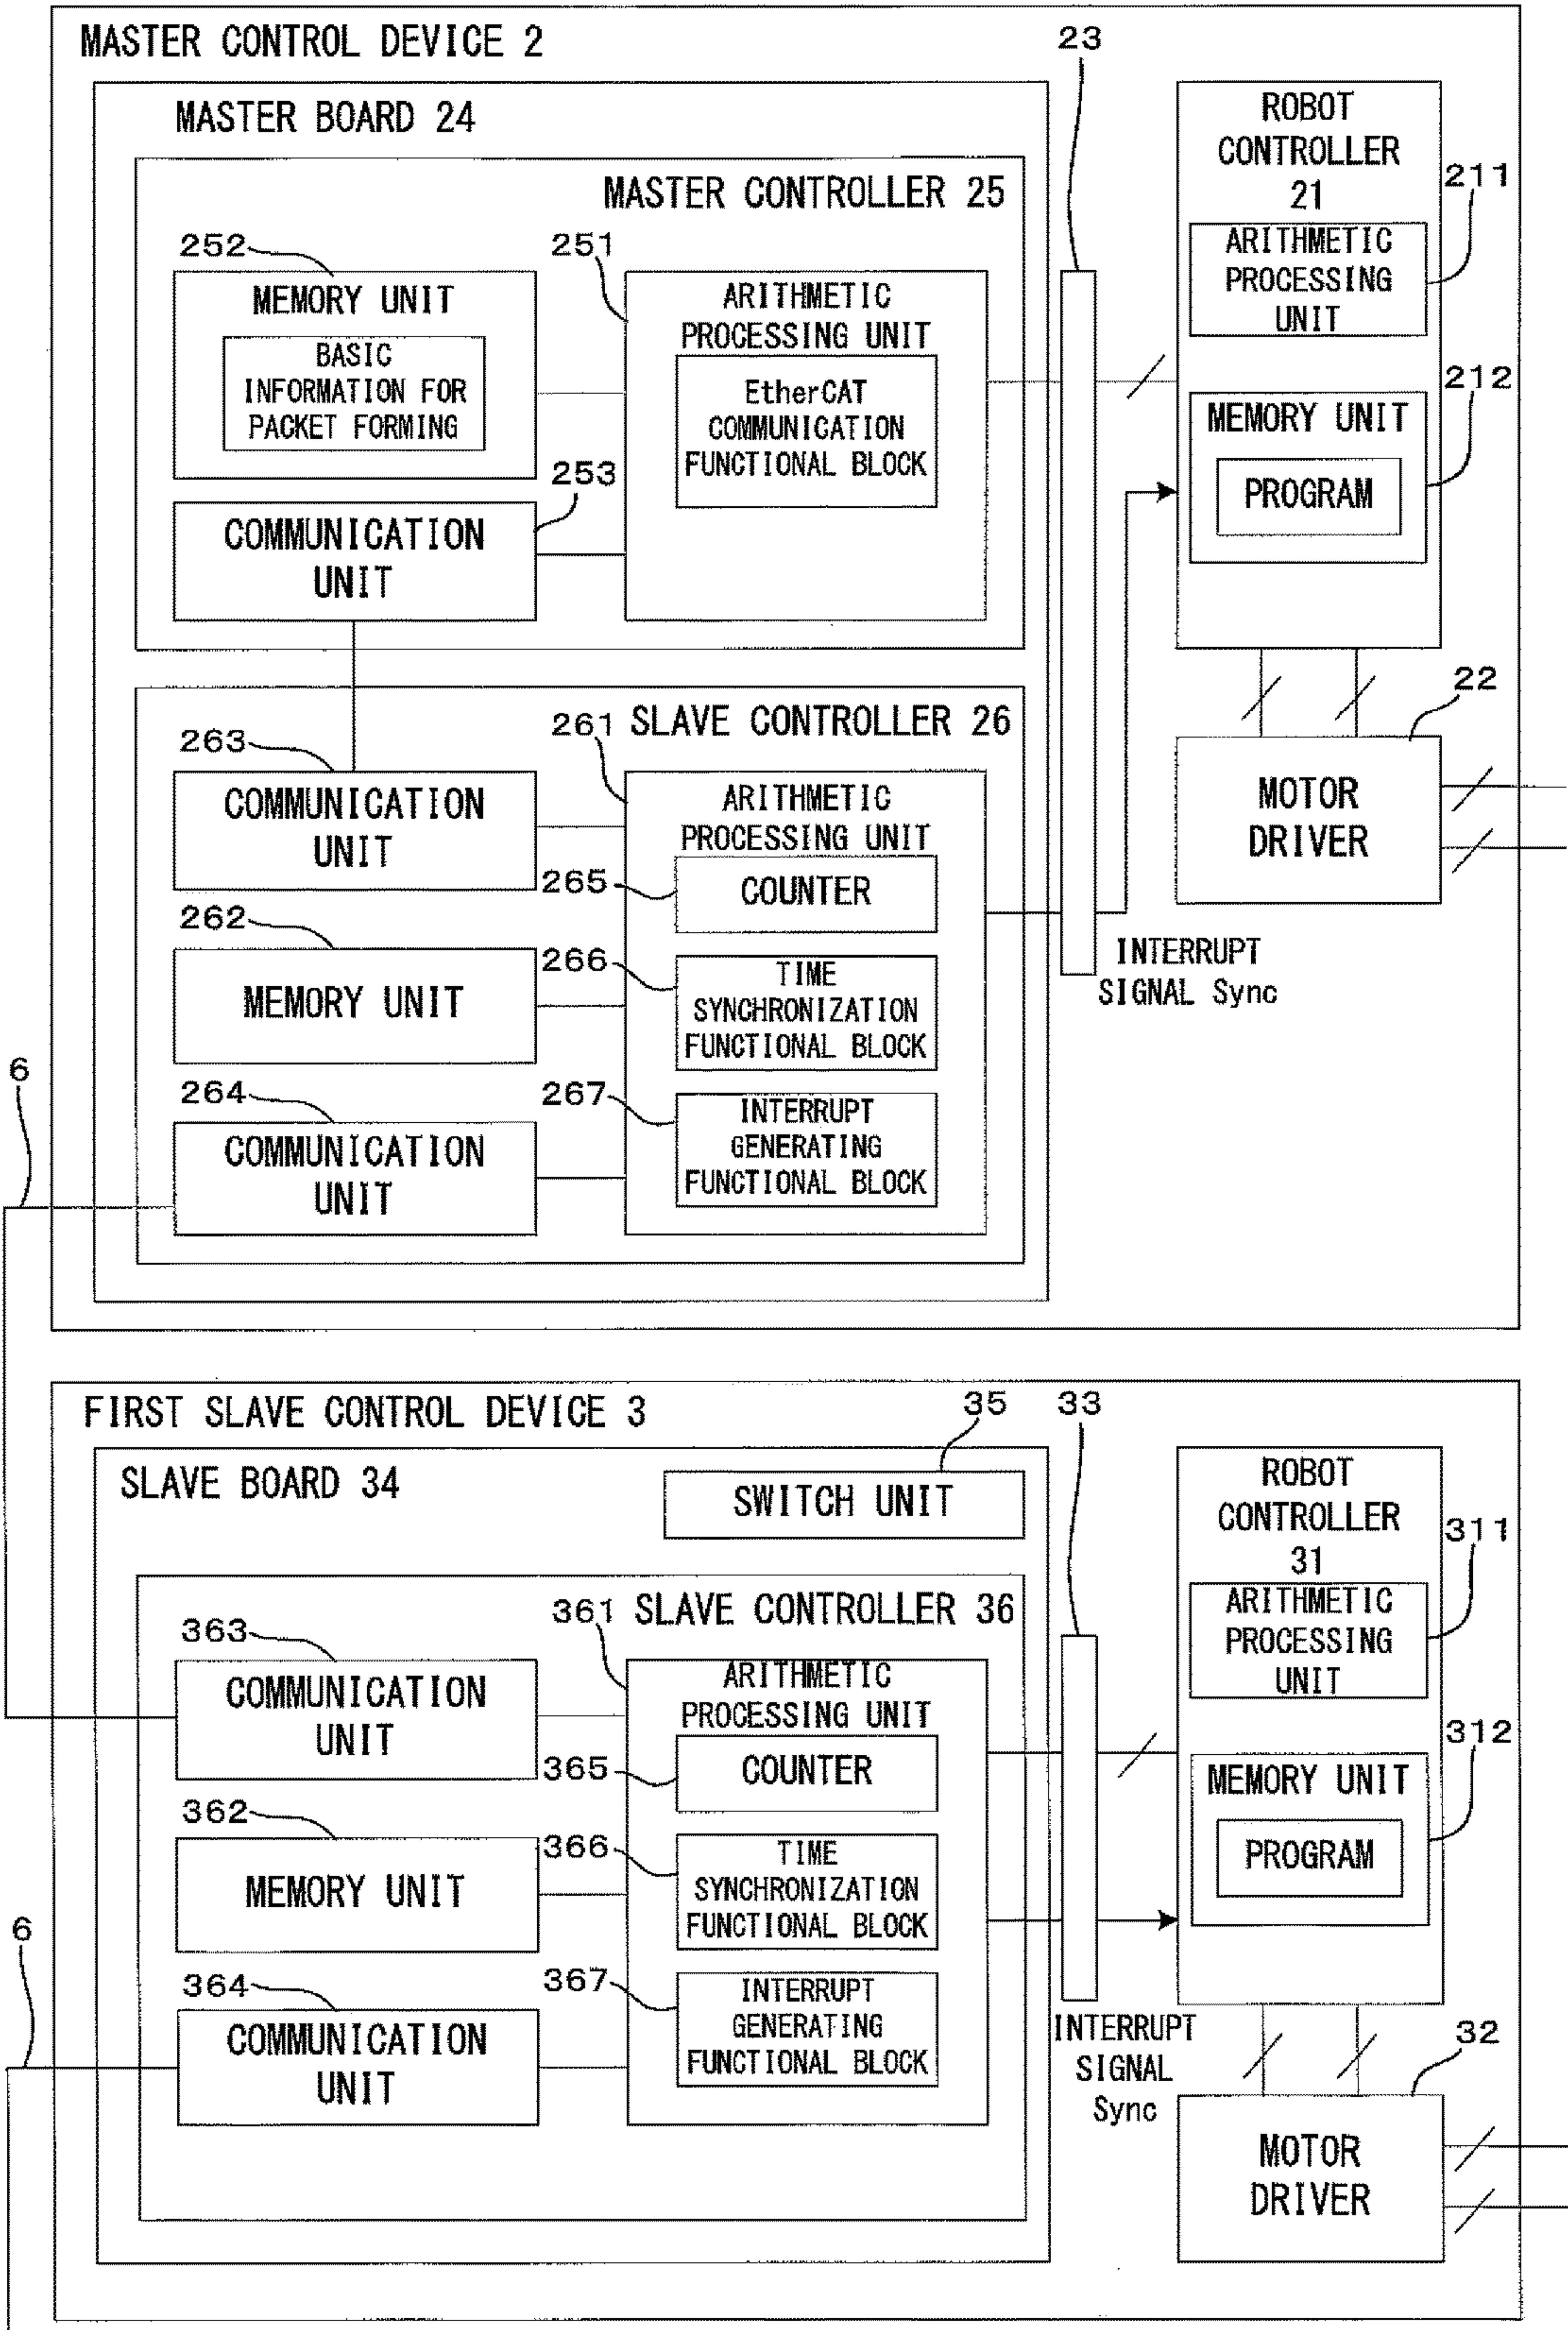 MASTER CONTROL DEVICE 2
23
MASTER BOARD 24
ROBOT
CONTROLLER
21
211
MASTER CONTROLLER 25
252
251
MEMORY UNIT
BASIC
INFORMATION FOR
PACKET FORMING
ARITHMETIC
PROCESSING UNIT
EtherCAT
COMMUNICATION
FUNCTIONAL BLOCK
ARITHMETIC
PROCESSING
UNIT
212
MEMORY UNIT
PROGRAM
253
COMMUNICATION
UNIT
22
SLAVE CONTROLLER 26
263
261
COMMUNICATION
UNIT
ARITHMETIC
PROCESSING UNIT
265
COUNTER
MOTOR
DRIVER
262
266
MEMORY UNIT
TIME
SYNCHRONIZATION
FUNCTIONAL BLOCK
INTERRUPT
SIGNAL Sync
6
264
267
COMMUNICATION
UNIT
INTERRUPT
GENERATING
FUNCTIONAL BLOCK
FIRST SLAVE CONTROL DEVICE 3
35
33
SLAVE BOARD 34
SWITCH UNIT
ROBOT
CONTROLLER
31
311
SLAVE CONTROLLER 36
363
361
COMMUNICATION
UNIT
ARITHMETIC
PROCESSING UNIT
365
COUNTER
ARITHMETIC
PROCESSING
UNIT
312
MEMORY UNIT
PROGRAM
362
366
MEMORY UNIT
TIME
SYNCHRONIZATION
FUNCTIONAL BLOCK
6
364
367
COMMUNICATION
UNIT
INTERRUPT
GENERATING
FUNCTIONAL BLOCK
INTERRUPT
SIGNAL
Sync
32
MOTOR
DRIVER